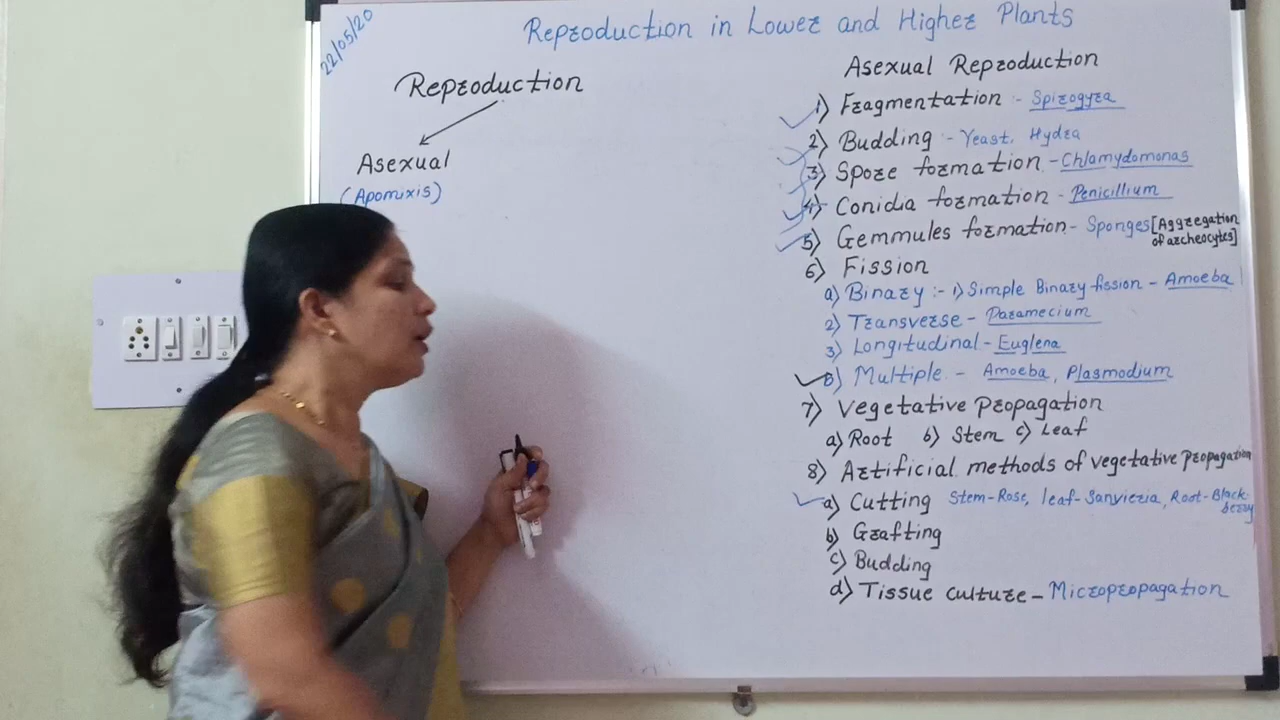 22/05/20
Reproduction in Lower and Higher Plants
Reproduction
Asexual
(Apomixis)
Asexual Reproduction
1) Fragmentation :- Spirogyra
2) Budding :- Yeast, Hydra
3) Spore formation - Chlamydomonas
4) Conidia formation - Penicillium
5) Gemmules formation - Sponges [Aggregation
of archeocytes]
6) Fission
a) Binary :- 1) Simple Binary fission - Amoeba
2) Transverse - Paramecium
3) Longitudinal - Euglena
b) Multiple - Amoeba, Plasmodium
7) Vegetative Propagation
a) Root b) Stem c) Leaf
8) Artificial methods of vegetative propagation
a) Cutting Stem-Rose, leaf-Sanvieria, Root-Black
berry
b) Grafting
c) Budding
d) Tissue culture - Micropropagation